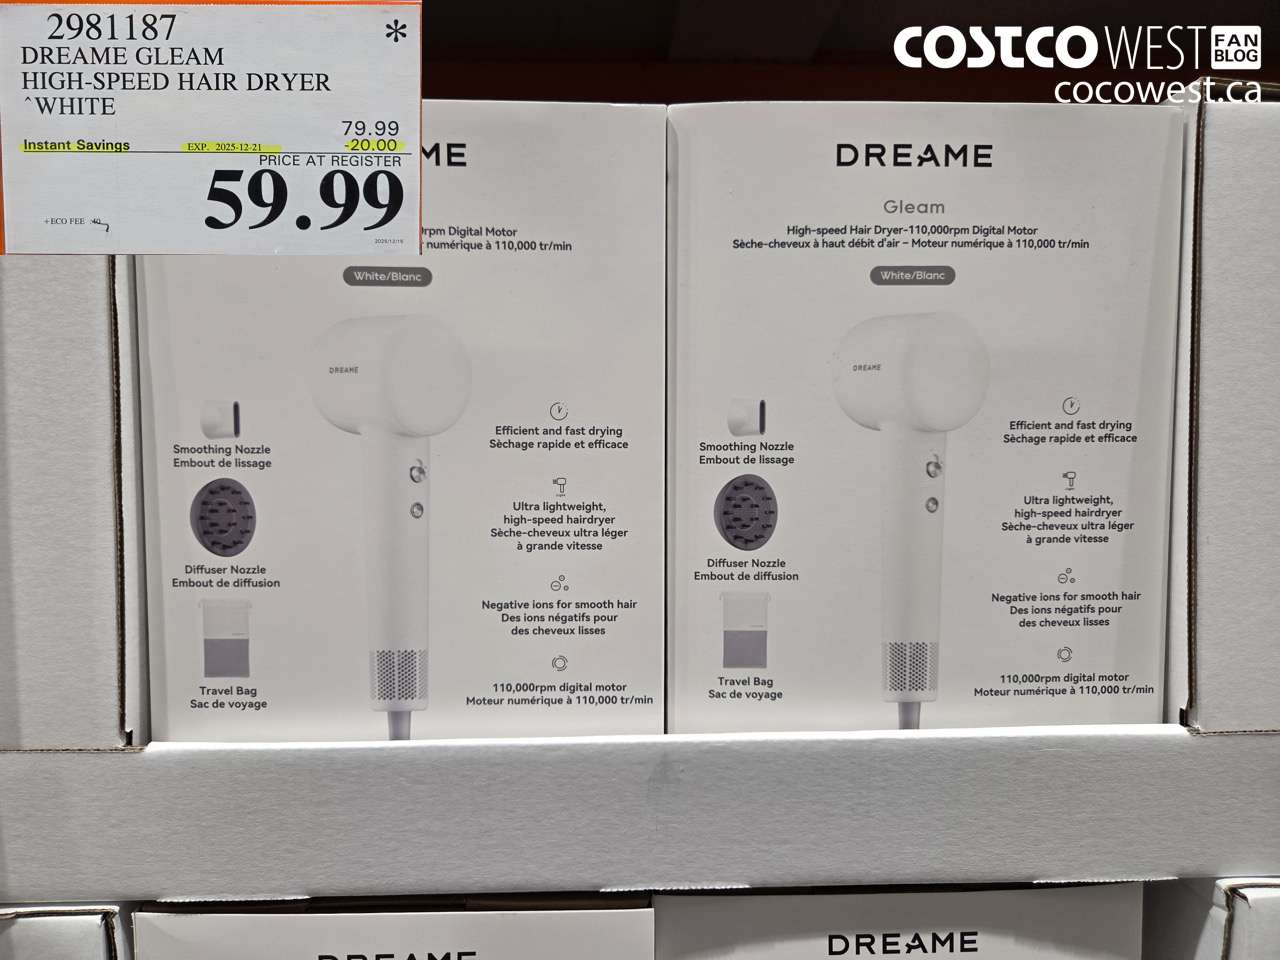 2981187 *
DREAME GLEAM
HIGH-SPEED HAIR DRYER
^WHITE
79.99
Instant Savings EXP. 2025-12-21 -20.00
PRICE AT REGISTER
59.99
+ECO FEE .40
2025/12/15
COSTCO WEST FAN BLOG
cocowest.ca
ME
rpm Digital Motor
numérique à 110,000 tr/min
White/Blanc
DREAME
Smoothing Nozzle
Embout de lissage
Diffuser Nozzle
Embout de diffusion
Travel Bag
Sac de voyage
Efficient and fast drying
Sèchage rapide et efficace
Ultra lightweight,
high-speed hairdryer
Sèche-cheveux ultra léger
à grande vitesse
Negative ions for smooth hair
Des ions négatifs pour
des cheveux lisses
110,000rpm digital motor
Moteur numérique à 110,000 tr/min
DREAME
Gleam
High-speed Hair Dryer-110,000rpm Digital Motor
Sèche-cheveux à haut débit d'air – Moteur numérique à 110,000 tr/min
White/Blanc
DREAME
Smoothing Nozzle
Embout de lissage
Diffuser Nozzle
Embout de diffusion
Travel Bag
Sac de voyage
Efficient and fast drying
Sèchage rapide et efficace
Ultra lightweight,
high-speed hairdryer
Sèche-cheveux ultra léger
à grande vitesse
Negative ions for smooth hair
Des ions négatifs pour
des cheveux lisses
110,000rpm digital motor
Moteur numérique à 110,000 tr/min
DREAME
DREAME